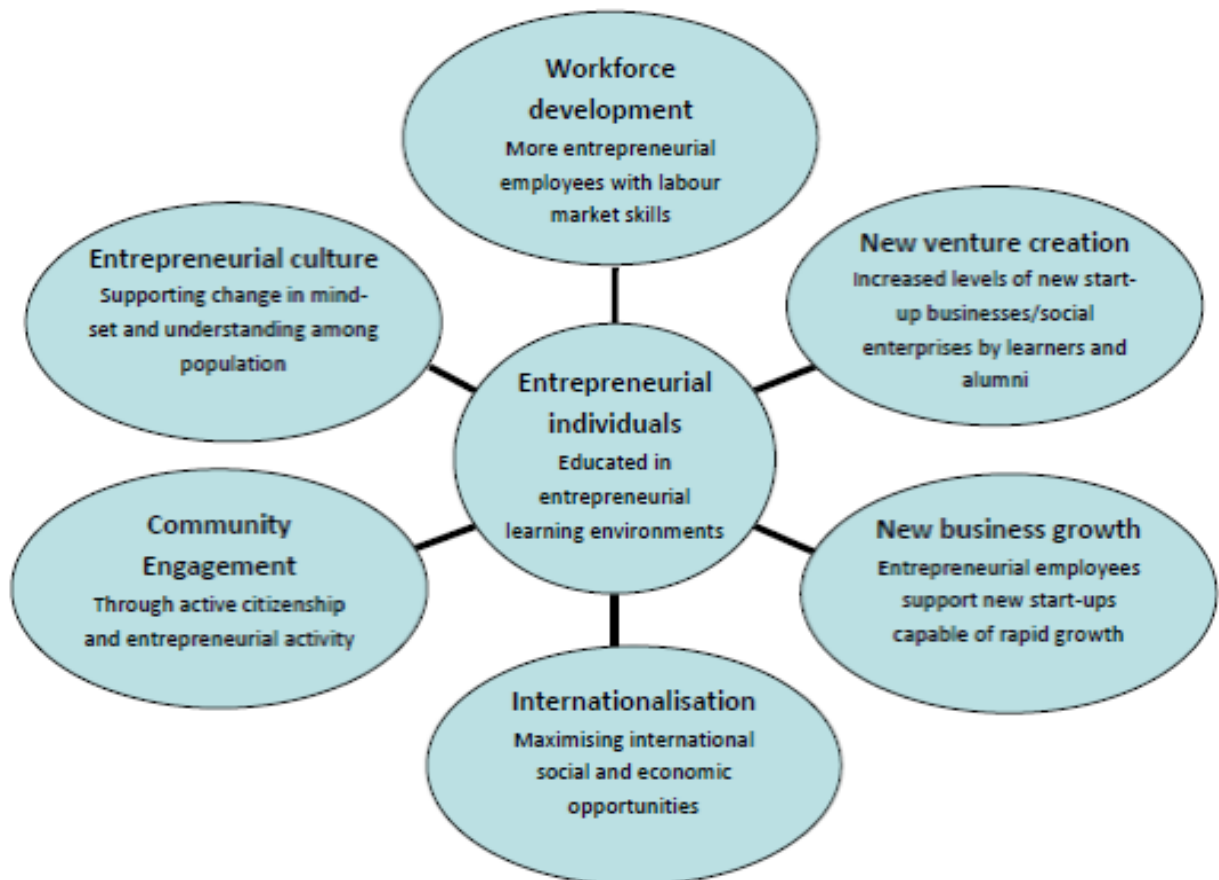 Workforce
development
More entrepreneurial
employees with labour
market skills
Entrepreneurial culture
Supporting change in mind-
set and understanding among
population
New venture creation
Increased levels of new start-
up businesses/social
enterprises by learners and
alumni
Entrepreneurial
individuals
Educated in
entrepreneurial
learning environments
Community
Engagement
Through active citizenship
and entrepreneurial activity
New business growth
Entrepreneurial employees
support new start-ups
capable of rapid growth
Internationalisation
Maximising international
social and economic
opportunities